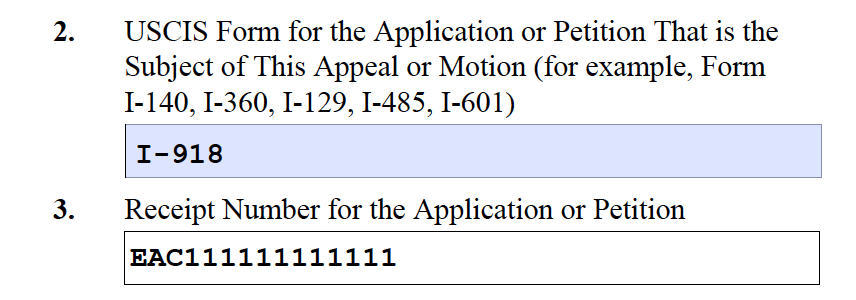 2. USCIS Form for the Application or Petition That is the
Subject of This Appeal or Motion (for example, Form
I-140, I-360, I-129, I-485, I-601)
I-918
3. Receipt Number for the Application or Petition
EAC111111111111